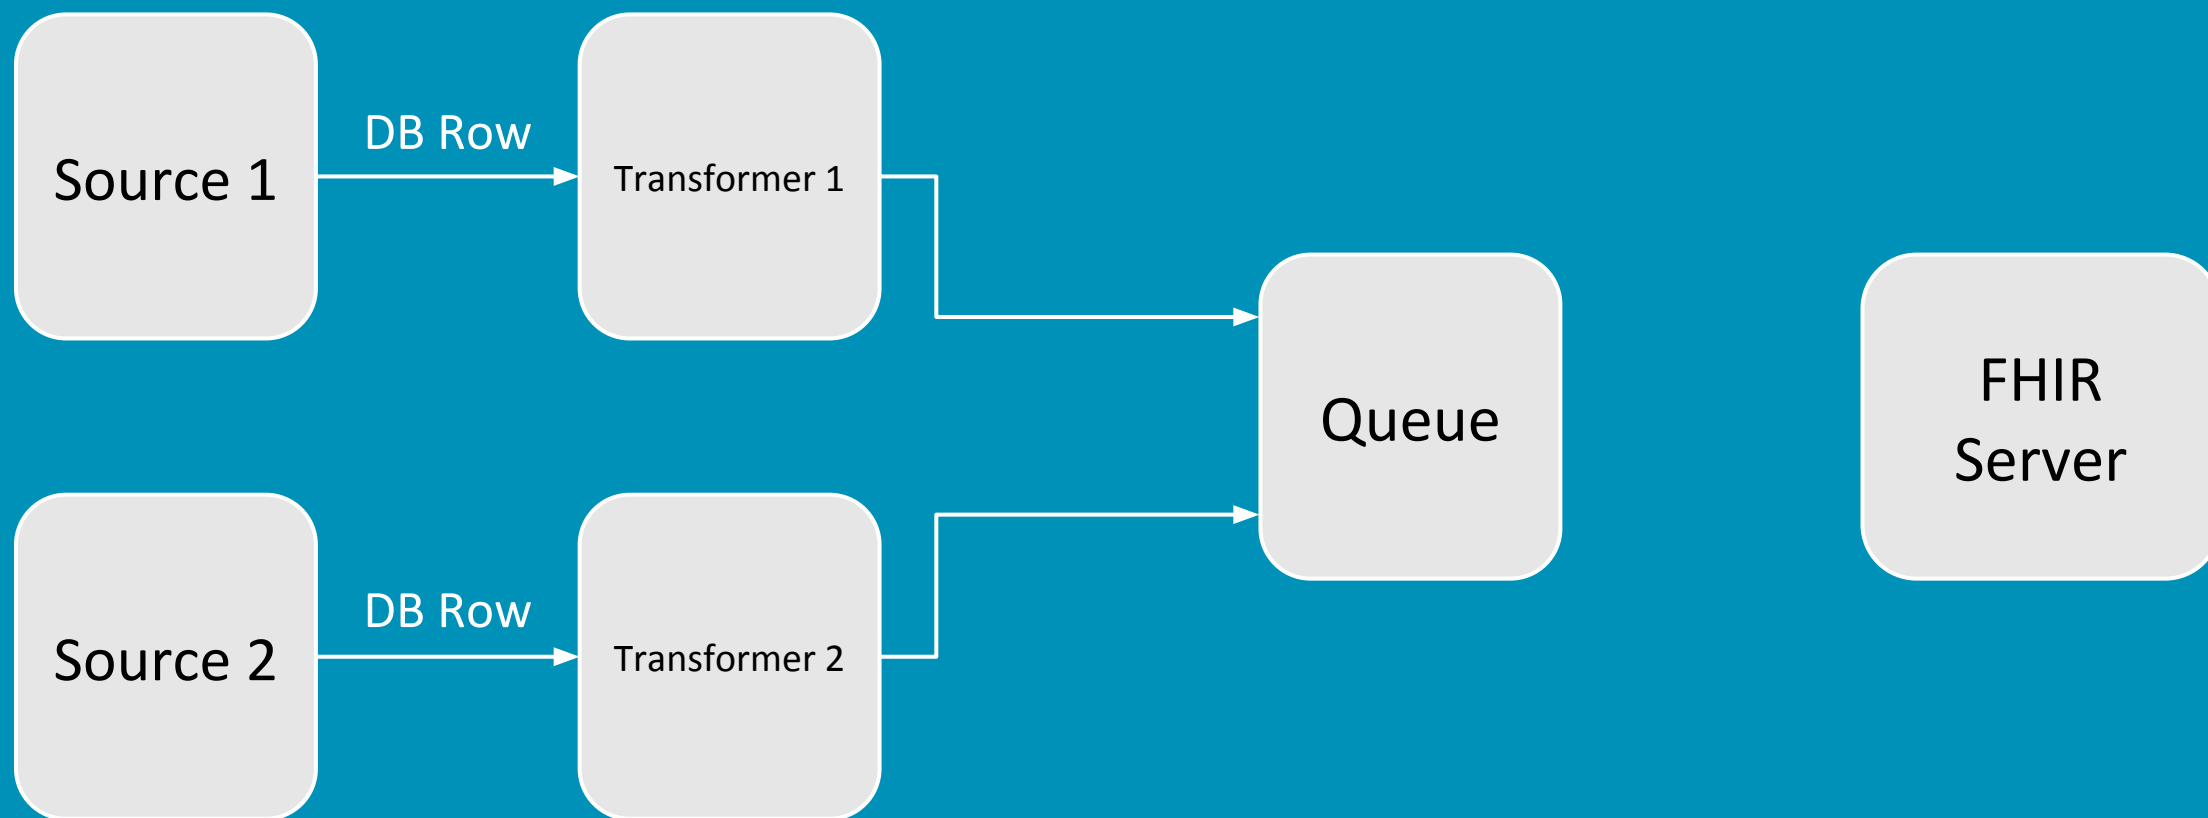 Source 1
DB Row
Transformer 1
Queue
FHIR
Server
Source 2
DB Row
Transformer 2